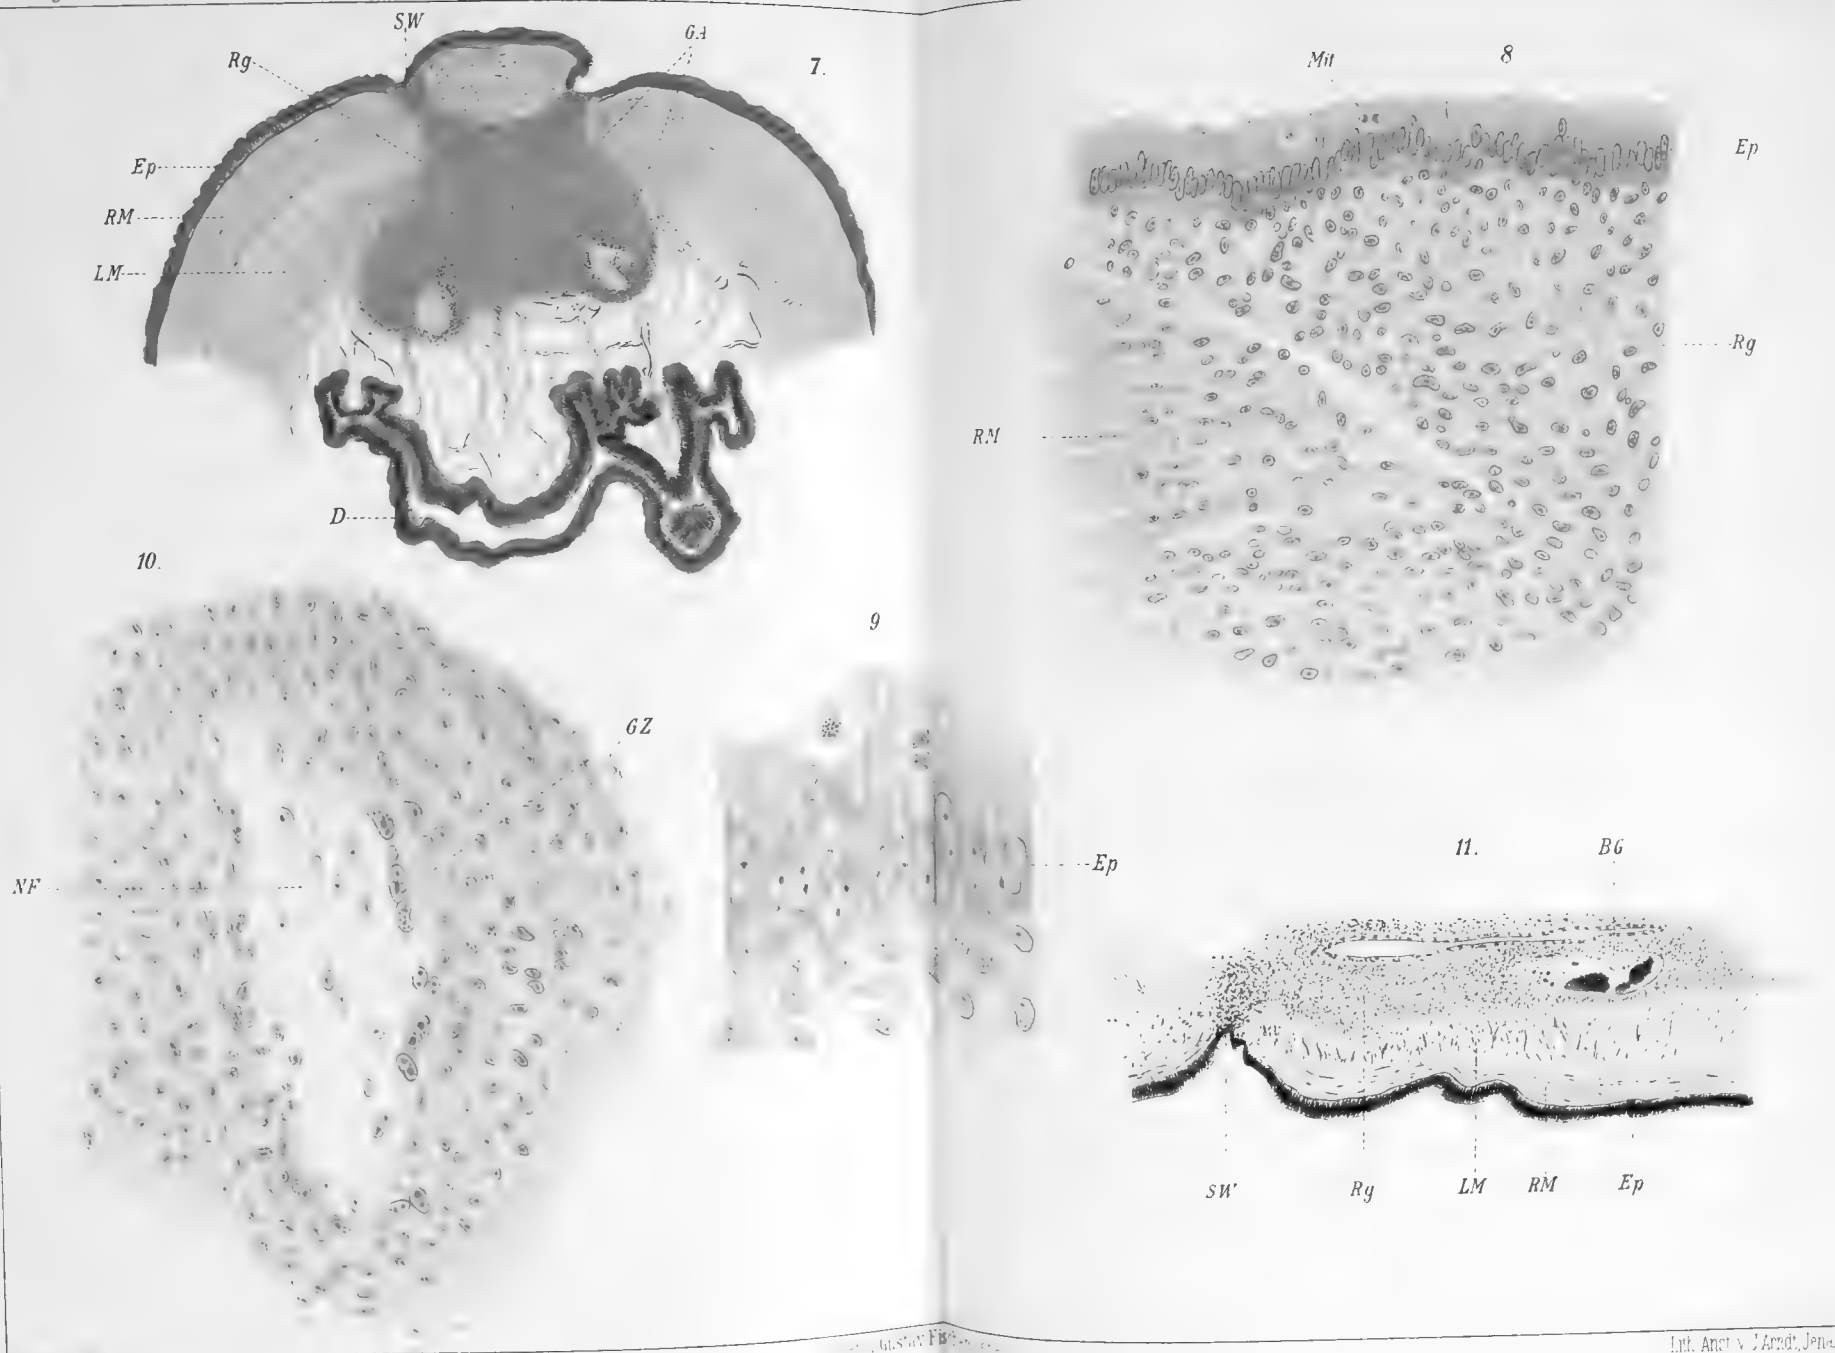 SW
GA
7.
Rg
Ep
RM
LM
D
8
Mit
Ep
Rg
RM
10.
GZ
NF
9
Ep
11.
BG
SW Rg LM RM Ep
Lith. Anst. v. J. Arndt, Jena